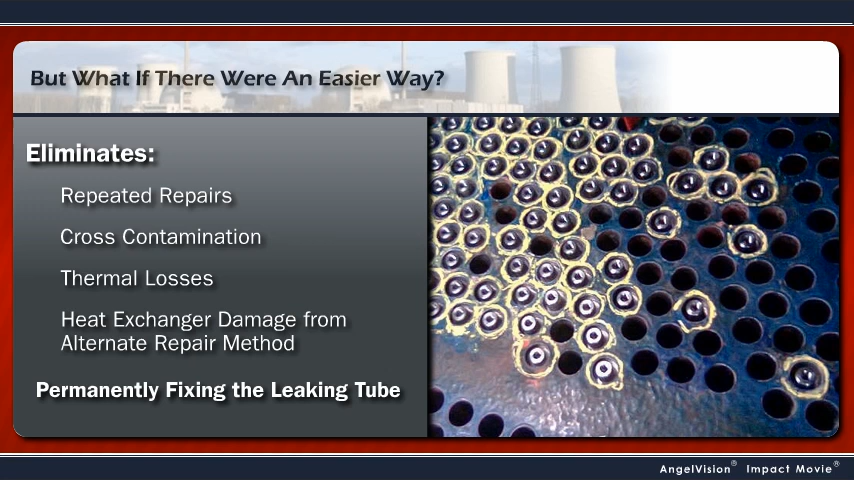 But What If There Were An Easier Way?
Eliminates:
Repeated Repairs
Cross Contamination
Thermal Losses
Heat Exchanger Damage from
Alternate Repair Method
Permanently Fixing the Leaking Tube
AngelVision® Impact Movie®